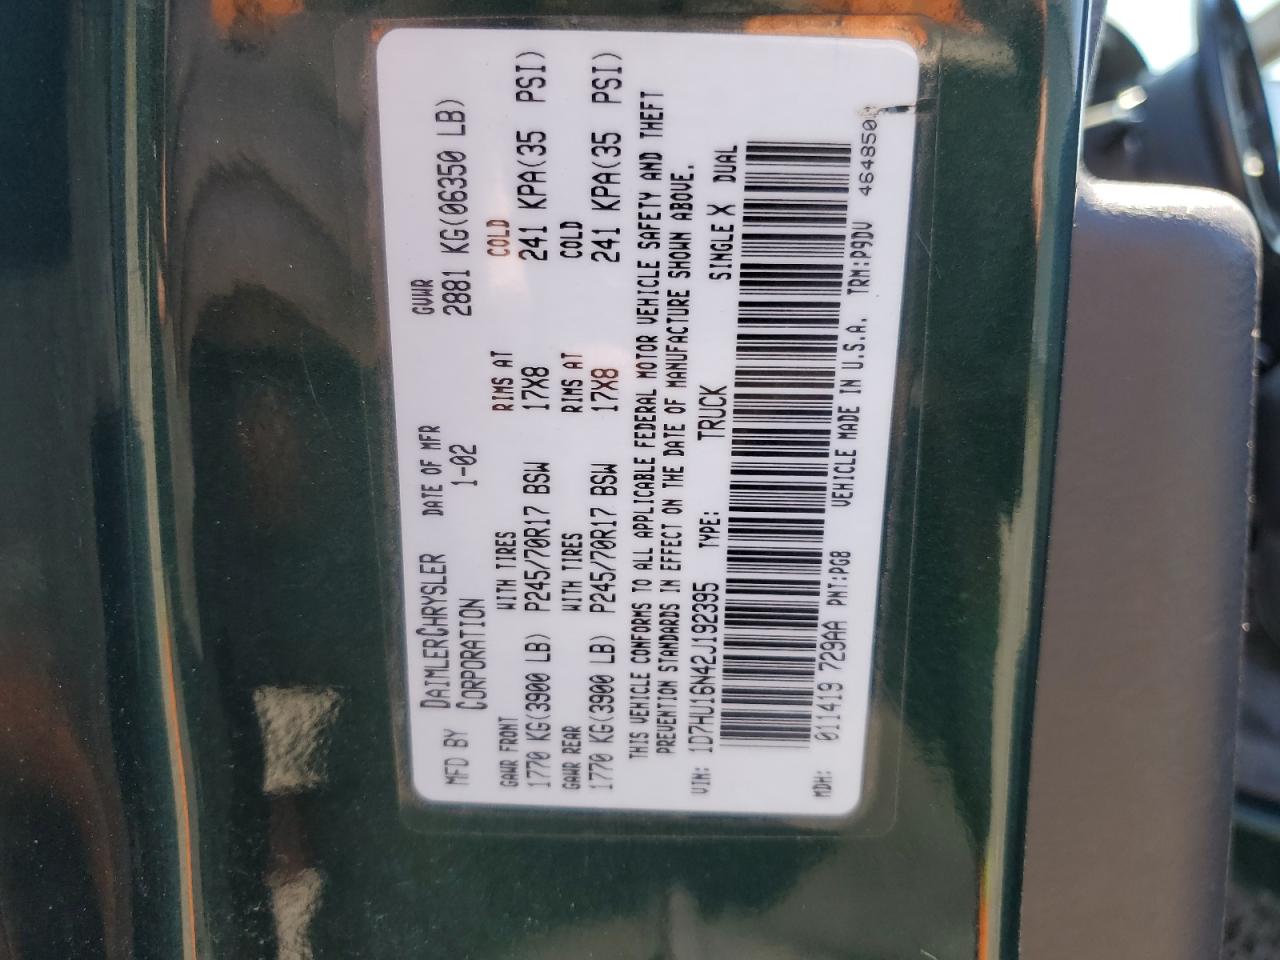 MFD BY DAIMLERCHRYSLER CORPORATION DATE OF MFR 1-02 GVWR 2881 KG(06350 LB)
GAWR FRONT WITH TIRES RIMS AT COLD
1770 KG(3900 LB) P245/70R17 BSW 17X8 241 KPA(35 PSI)
GAWR REAR WITH TIRES RIMS AT COLD
1770 KG(3900 LB) P245/70R17 BSW 17X8 241 KPA(35 PSI)
THIS VEHICLE CONFORMS TO ALL APPLICABLE FEDERAL MOTOR VEHICLE SAFETY AND THEFT
PREVENTION STANDARDS IN EFFECT ON THE DATE OF MANUFACTURE SHOWN ABOVE.
VIN: 1D7HU16N42J192395 TYPE: TRUCK SINGLE X DUAL
MDH: 011419 729AA PNT:PG8 VEHICLE MADE IN U.S.A. TRM:P9DV 464850